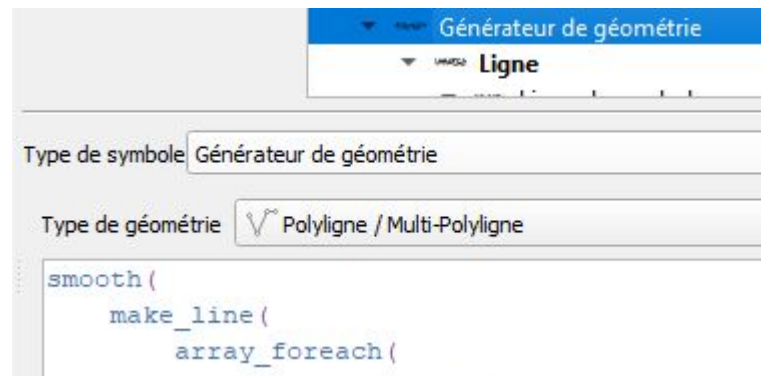 Générateur de géométrie
Ligne
Type de symbole Générateur de géométrie
Type de géométrie Polyligne / Multi-Polyligne
smooth(
make_line(
array_foreach(